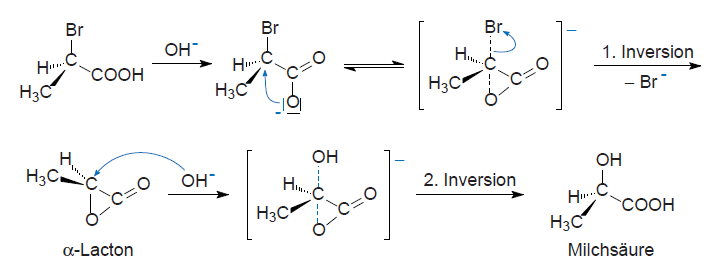 Br
H C COOH
H3C
OH⁻
Br
H C C O
H3C
O
-
Br
H C C O
H3C
O
−
1. Inversion
– Br⁻
H
H3C C C O
O
α-Lacton
OH⁻
OH
H C C O
H3C
O
−
2. Inversion
OH
H C COOH
H3C
Milchsäure